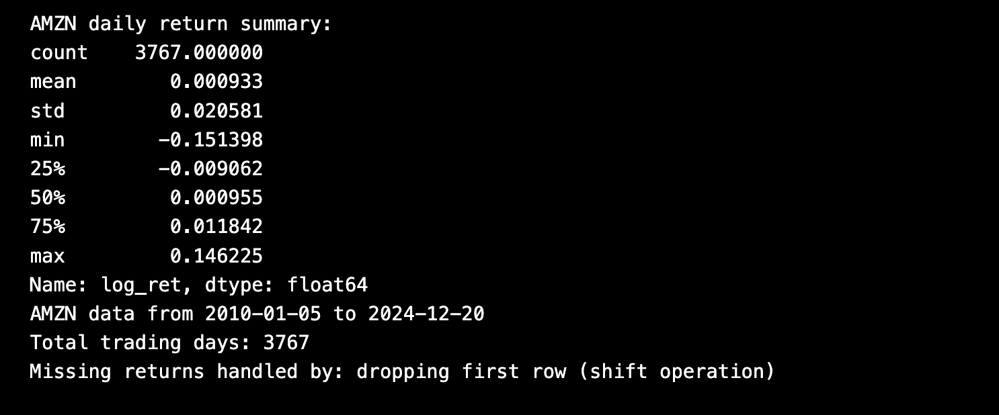 AMZN daily return summary:
count    3767.000000
mean        0.000933
std         0.020581
min        -0.151398
25%        -0.009062
50%         0.000955
75%         0.011842
max         0.146225
Name: log_ret, dtype: float64
AMZN data from 2010-01-05 to 2024-12-20
Total trading days: 3767
Missing returns handled by: dropping first row (shift operation)